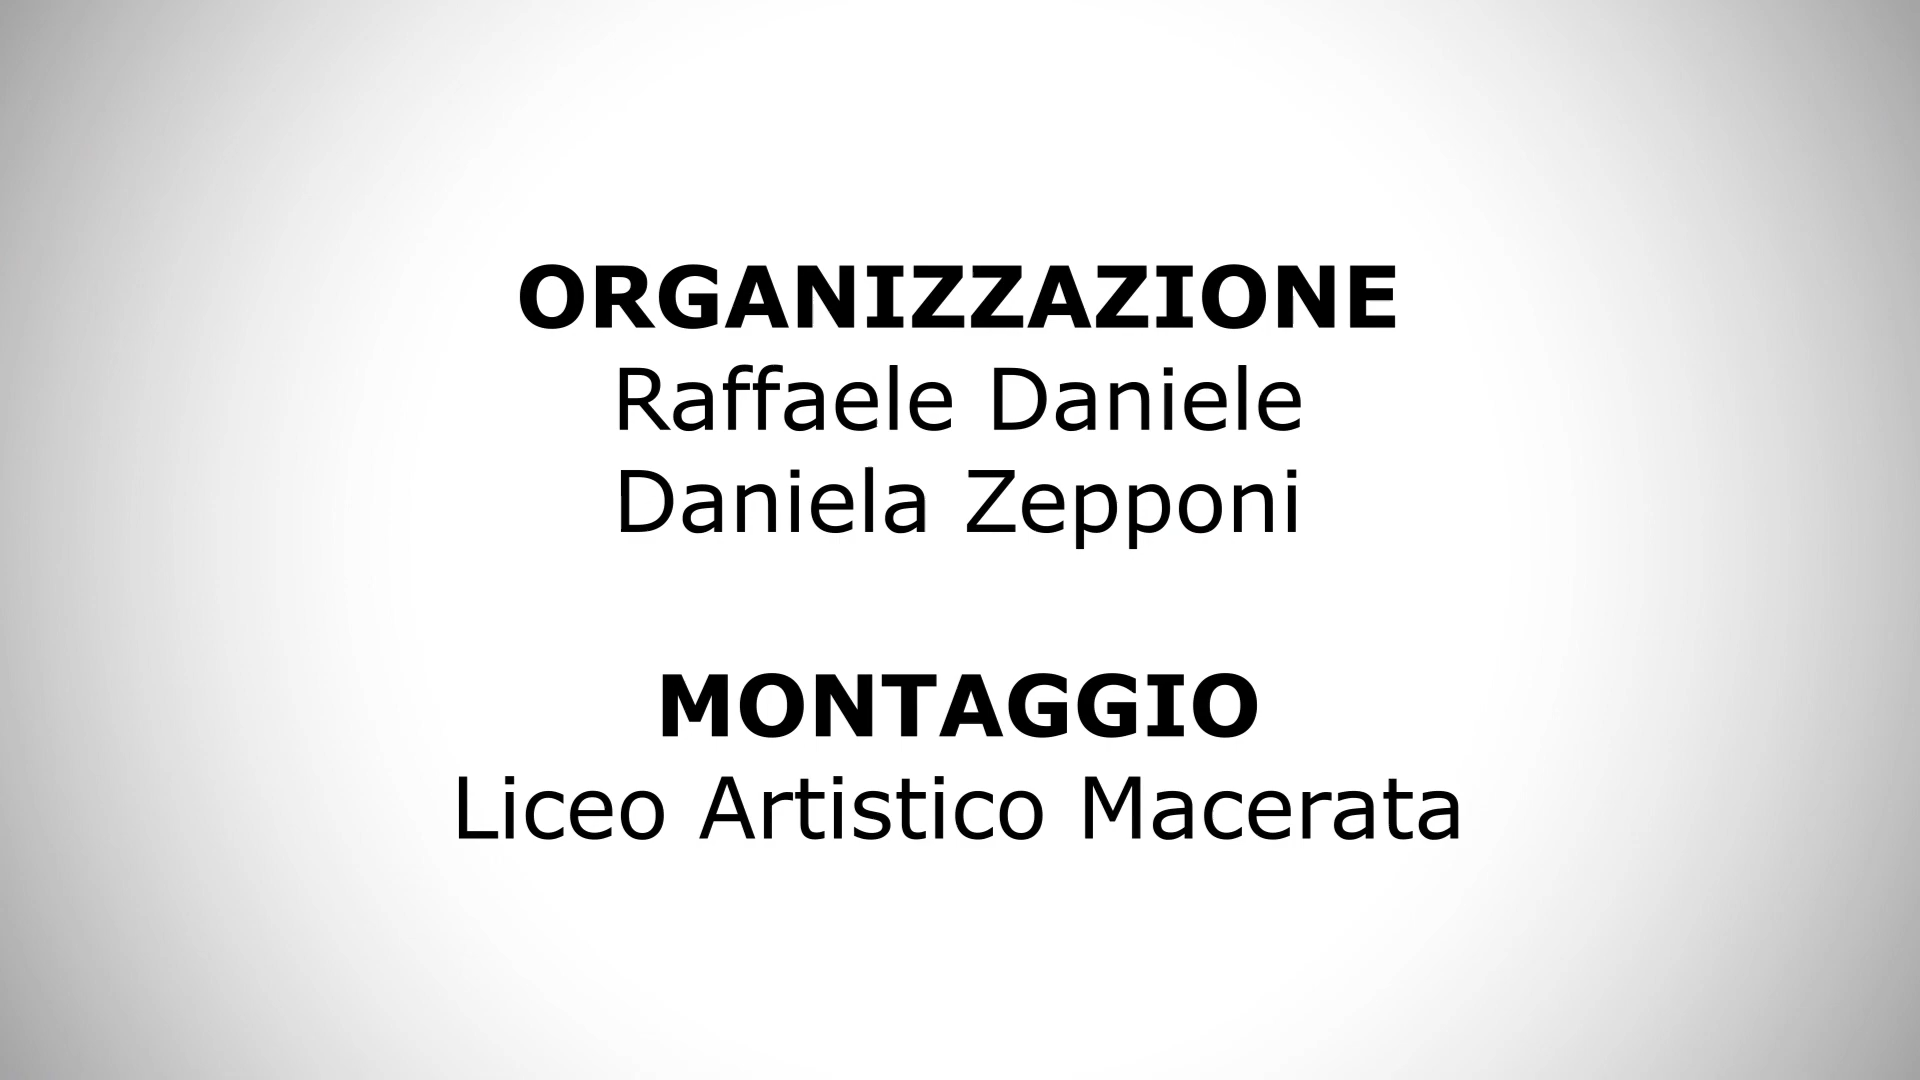 ORGANIZZAZIONE
Raffaele Daniele
Daniela Zepponi
MONTAGGIO
Liceo Artistico Macerata